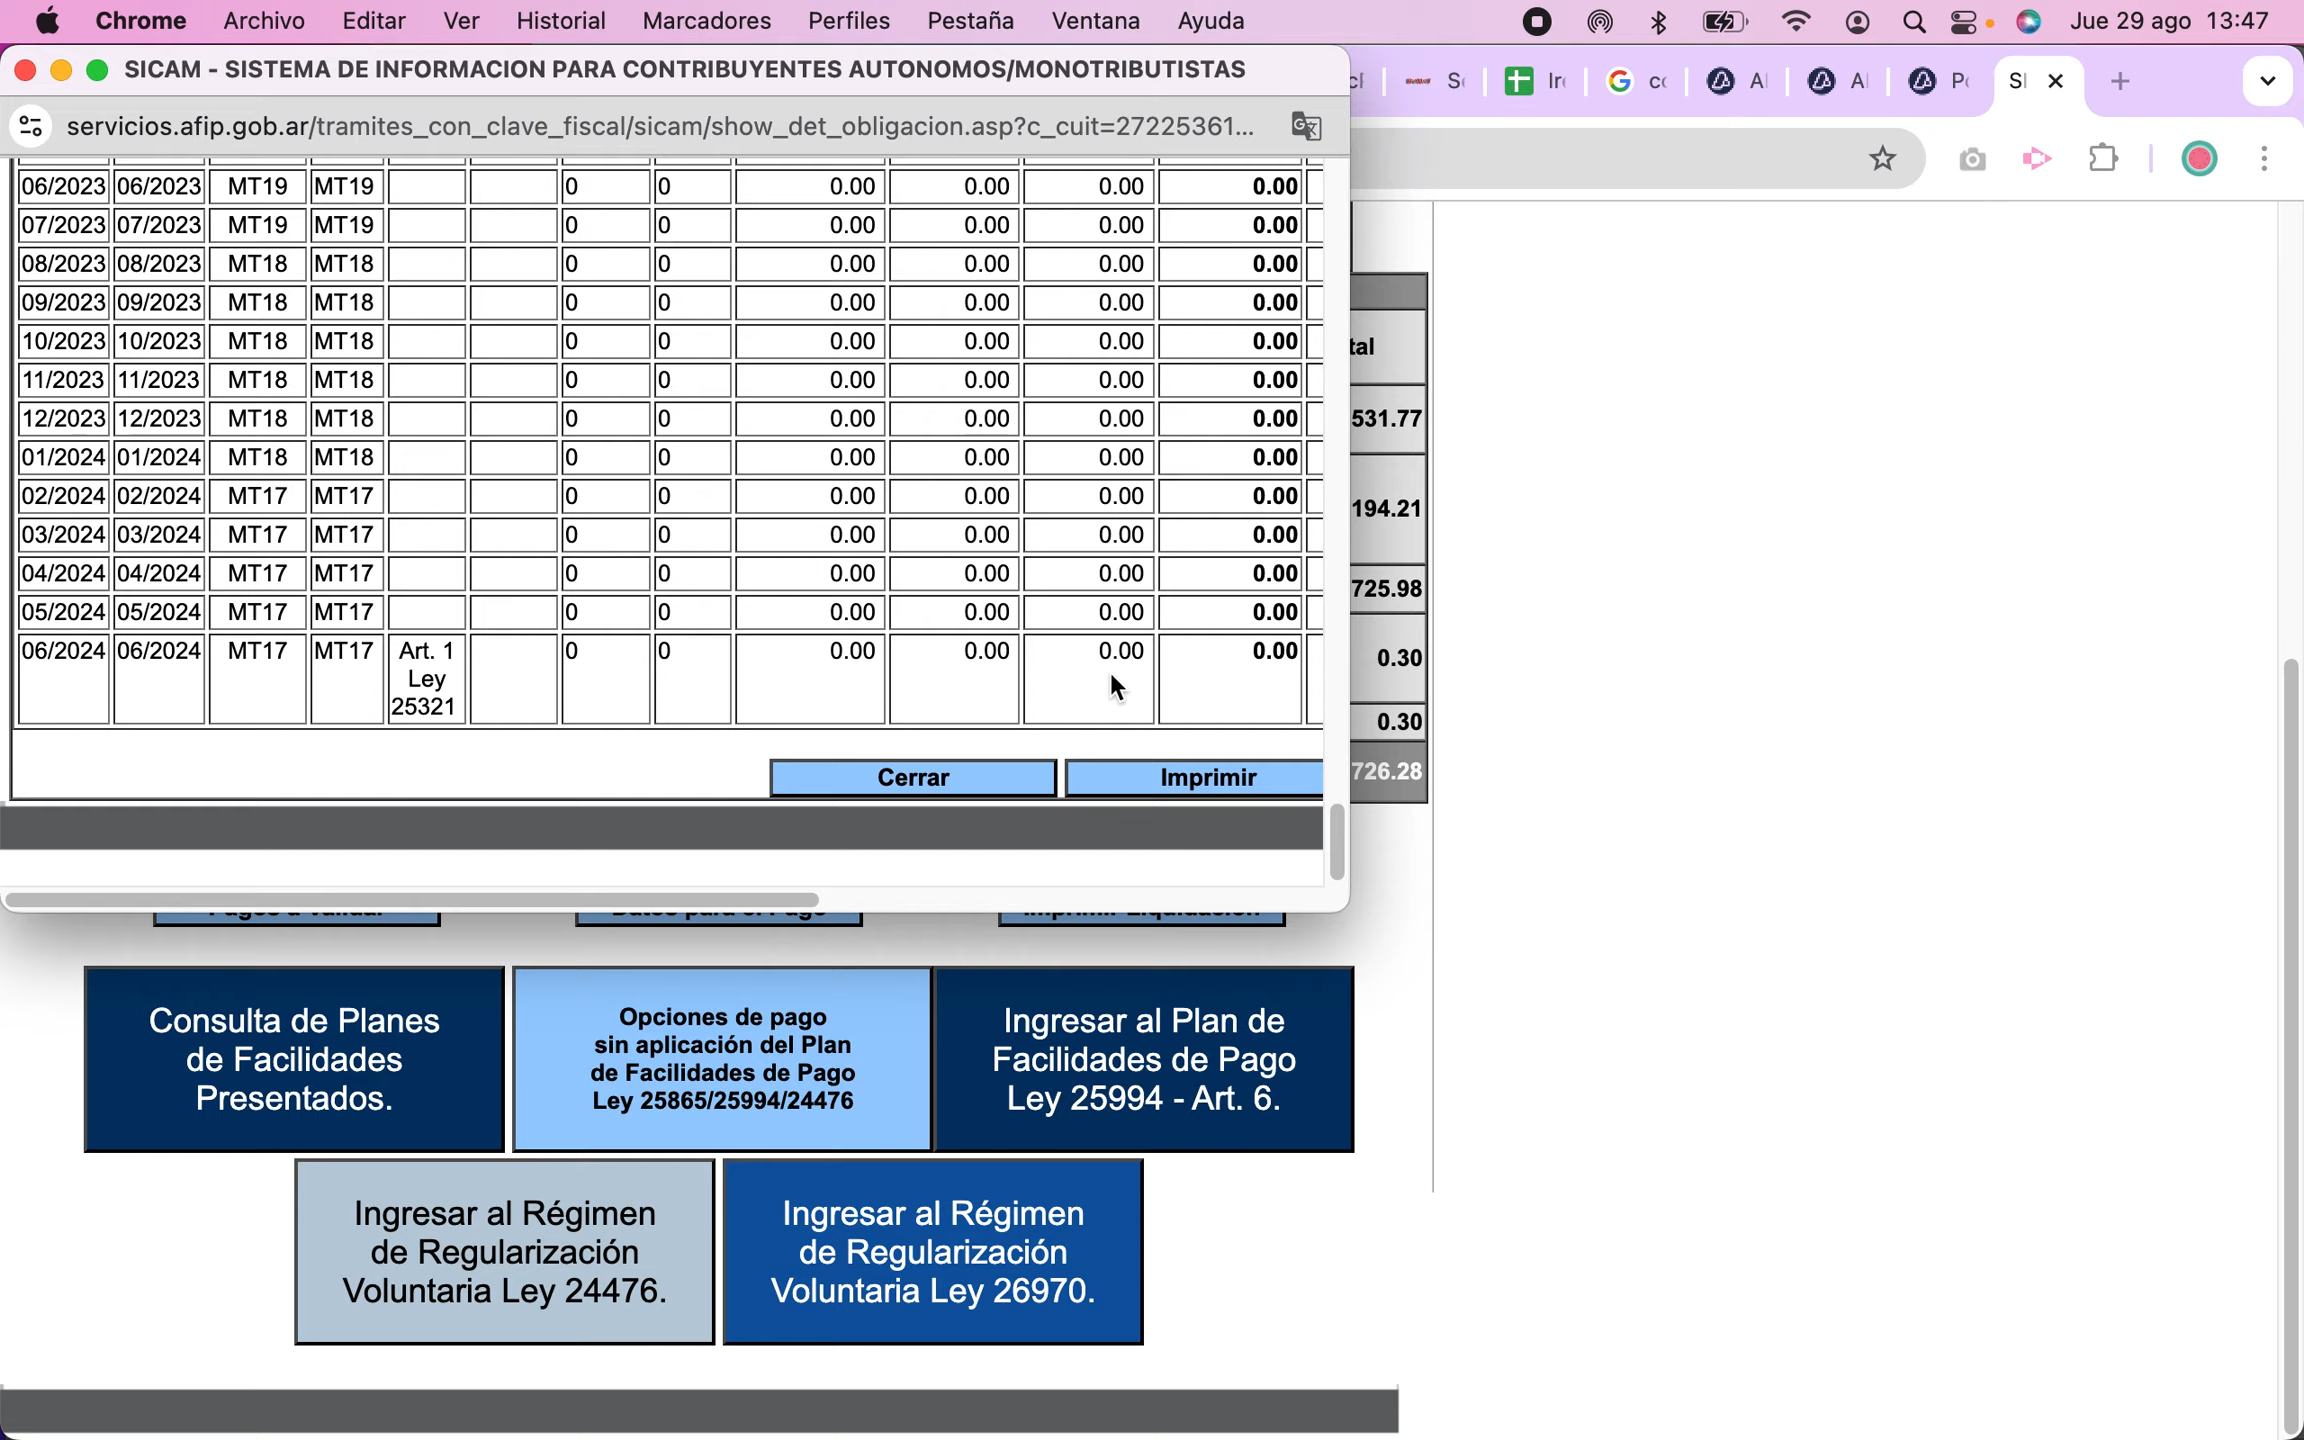 Chrome Archivo Editar Ver Historial Marcadores Perfiles Pestaña Ventana Ayuda Jue 29 ago 13:47
SICAM - SISTEMA DE INFORMACION PARA CONTRIBUYENTES AUTONOMOS/MONOTRIBUTISTAS
servicios.afip.gob.ar/tramites_con_clave_fiscal/sicam/show_det_obligacion.asp?c_cuit=27225361...
06/2023 06/2023 MT19 MT19 0 0 0.00 0.00 0.00 0.00
07/2023 07/2023 MT19 MT19 0 0 0.00 0.00 0.00 0.00
08/2023 08/2023 MT18 MT18 0 0 0.00 0.00 0.00 0.00
09/2023 09/2023 MT18 MT18 0 0 0.00 0.00 0.00 0.00
10/2023 10/2023 MT18 MT18 0 0 0.00 0.00 0.00 0.00
11/2023 11/2023 MT18 MT18 0 0 0.00 0.00 0.00 0.00
12/2023 12/2023 MT18 MT18 0 0 0.00 0.00 0.00 0.00
01/2024 01/2024 MT18 MT18 0 0 0.00 0.00 0.00 0.00
02/2024 02/2024 MT17 MT17 0 0 0.00 0.00 0.00 0.00
03/2024 03/2024 MT17 MT17 0 0 0.00 0.00 0.00 0.00
04/2024 04/2024 MT17 MT17 0 0 0.00 0.00 0.00 0.00
05/2024 05/2024 MT17 MT17 0 0 0.00 0.00 0.00 0.00
06/2024 06/2024 MT17 MT17 Art. 1 0 0 0.00 0.00 0.00 0.00
Ley
25321
Cerrar Imprimir
tal
531.77
194.21
725.98
0.30
0.30
726.28
Consulta de Planes
de Facilidades
Presentados.
Opciones de pago
sin aplicación del Plan
de Facilidades de Pago
Ley 25865/25994/24476
Ingresar al Plan de
Facilidades de Pago
Ley 25994 - Art. 6.
Ingresar al Régimen
de Regularización
Voluntaria Ley 24476.
Ingresar al Régimen
de Regularización
Voluntaria Ley 26970.